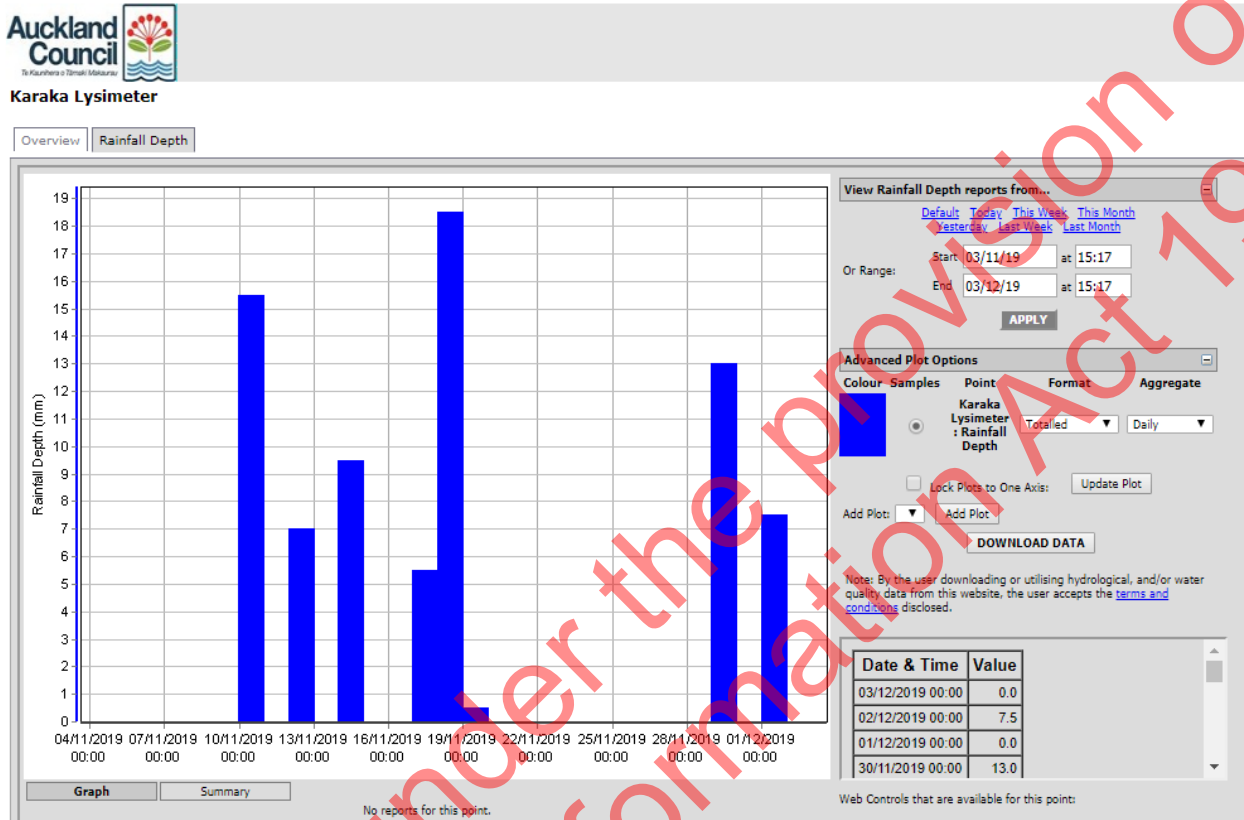 Auckland
Council
Te Kaunihera o Tāmaki Makaurau
Karaka Lysimeter
Overview Rainfall Depth
Rainfall Depth (mm)
19
18
17
16
15
14
13
12
11
10
9
8
7
6
5
4
3
2
1
0
04/11/2019 07/11/2019 10/11/2019 13/11/2019 16/11/2019 19/11/2019 22/11/2019 25/11/2019 28/11/2019 01/12/2019
00:00 00:00 00:00 00:00 00:00 00:00 00:00 00:00 00:00 00:00
Graph Summary
No reports for this point.
View Rainfall Depth reports from...
Default Today This Week This Month
Yesterday Last Week Last Month
Or Range:
Start 03/11/19 at 15:17
End 03/12/19 at 15:17
APPLY
Advanced Plot Options
Colour Samples Point Format Aggregate
Karaka
Lysimeter
: Rainfall
Depth
Totalled Daily
Lock Plots to One Axis: Update Plot
Add Plot: Add Plot
DOWNLOAD DATA
Note: By the user downloading or utilising hydrological, and/or water
quality data from this website, the user accepts the terms and
conditions disclosed.
Date & Time Value
03/12/2019 00:00 0.0
02/12/2019 00:00 7.5
01/12/2019 00:00 0.0
30/11/2019 00:00 13.0
Web Controls that are available for this point:
under the provision o
formation Act 19